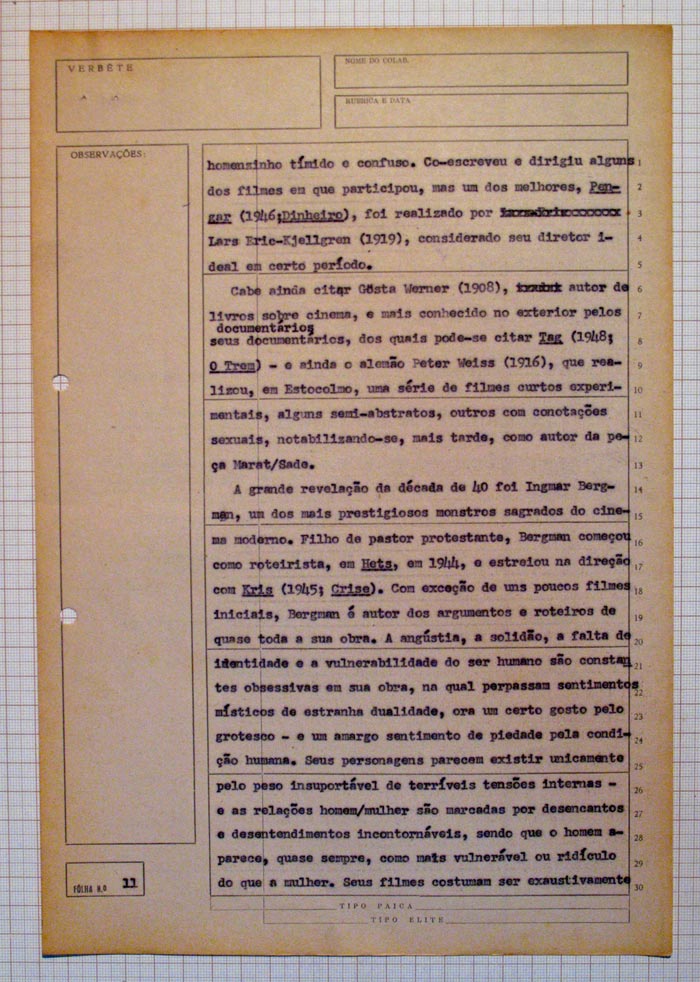 VERBÊTE
NOME DO COLAB.
RUBRICA E DATA
OBSERVAÇÕES:
homenzinho tímido e confuso. Co-escreveu e dirigiu alguns 1
dos filmes em que participou, mas um dos melhores, Pen- 2
gar (1946;Dinheiro), foi realizado por 3
Lars Eric-Kjellgren (1919), considerado seu diretor i- 4
deal em certo período. 5
Cabe ainda citar Gösta Werner (1908), autor de 6
livros sobre cinema, e mais conhecido no exterior pelos 7
documentários
seus documentários, dos quais pode-se citar Tag (1948; 8
O Trem) - e ainda o alemão Peter Weiss (1916), que rea- 9
lizou, em Estocolmo, uma série de filmes curtos experi- 10
mentais, alguns semi-abstratos, outros com conotações 11
sexuais, notabilizando-se, mais tarde, como autor da pe- 12
ça Marat/Sade. 13
A grande revelação da década de 40 foi Ingmar Berg- 14
man, um dos mais prestigiosos monstros sagrados do cine- 15
ma moderno. Filho de pastor protestante, Bergman começou 16
como roteirista, em Hets, em 1944, e estreiou na direção 17
com Kris (1945; Crise). Com exceção de uns poucos filmes 18
iniciais, Bergman é autor dos argumentos e roteiros de 19
quase toda a sua obra. A angústia, a solidão, a falta de 20
identidade e a vulnerabilidade do ser humano são constan 21
tes obsessivas em sua obra, na qual perpassam sentimentos 22
místicos de estranha dualidade, ora um certo gosto pelo 23
grotesco - e um amargo sentimento de piedade pela condi- 24
ção humana. Seus personagens parecem existir unicamente 25
pelo peso insuportável de terríveis tensões internas - 26
e as relações homem/mulher são marcadas por desencantos 27
e desentendimentos incontornáveis, sendo que o homem a- 28
parece, quase sempre, como mais vulnerável ou ridículo 29
do que a mulher. Seus filmes costumam ser exaustivamente 30
FÔLHA N.O 11
TIPO PAICA
TIPO ELITE